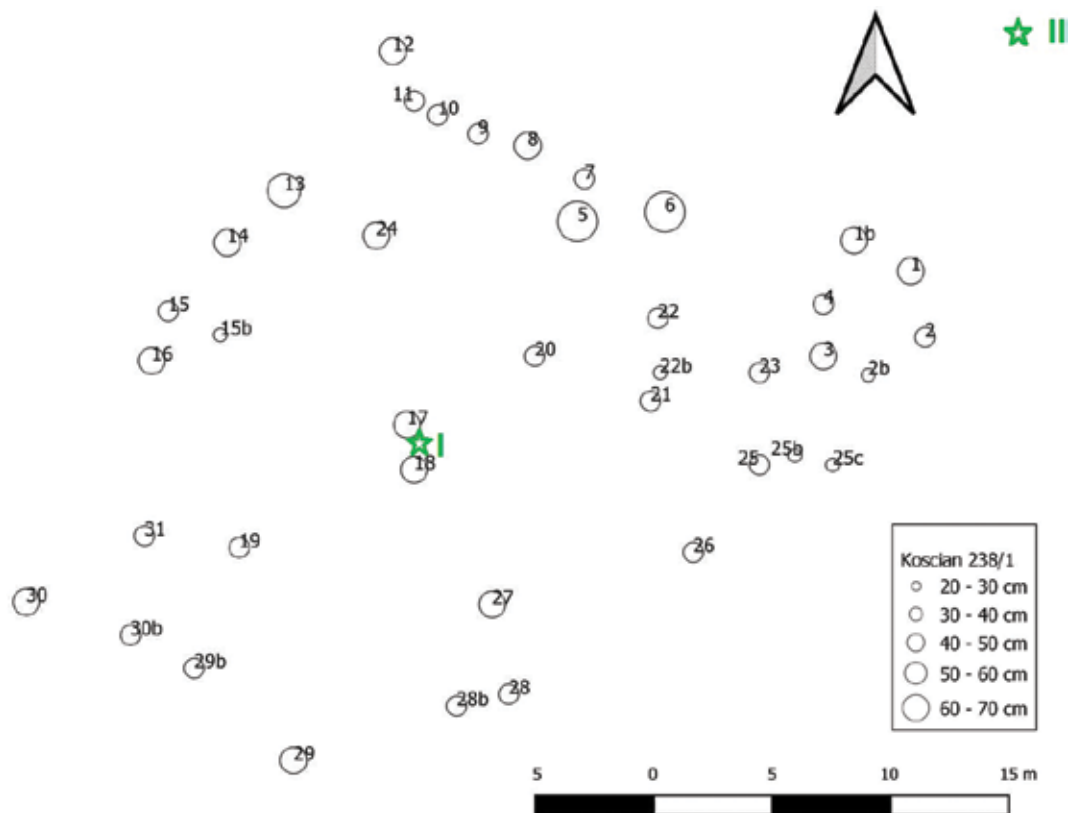 II
12
11
10
9
8
7
13
5
6
24
14
1b
1
15
4
22
15b
2
20
3
16
22b
23
2b
21
17
I
25b
25
25c
18
31
19
26
Koscian 238/1
20 - 30 cm
30 - 40 cm
40 - 50 cm
50 - 60 cm
60 - 70 cm
30
27
30b
29b
28
28b
29
5 0 5 10 15 m